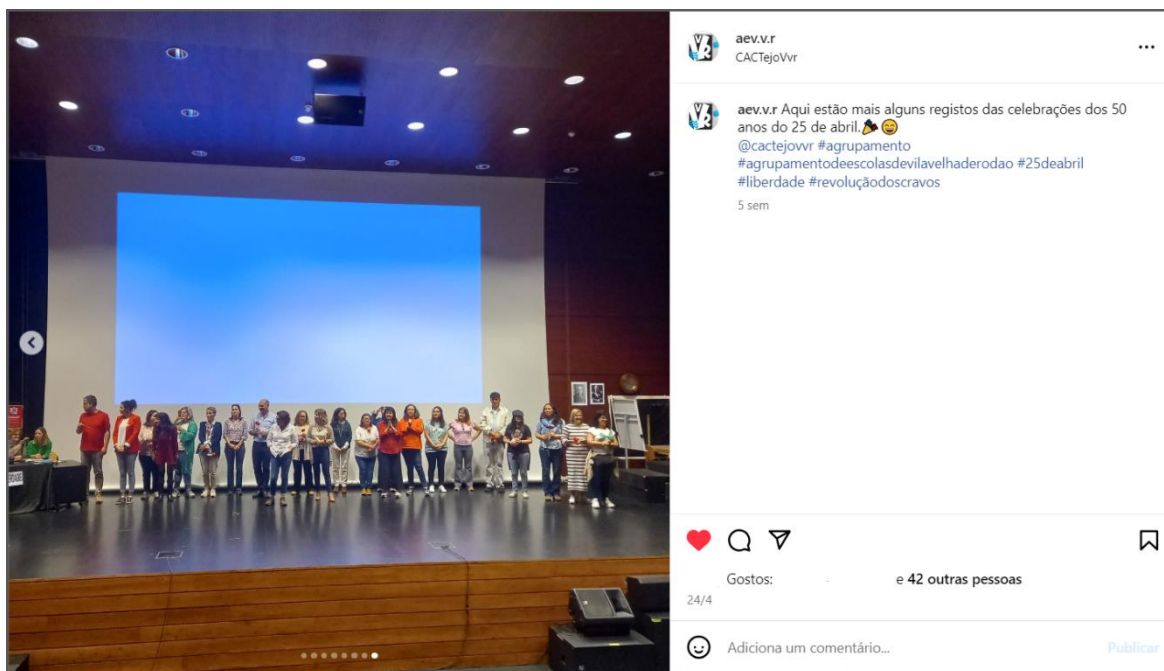 aev.v.r
CACTejoVvr
aev.v.r Aqui estão mais alguns registos das celebrações dos 50
anos do 25 de abril.🎉😄
@cactejovvr #agrupamento
#agrupamentodeescolasdevilavelhaderodao #25deabril
#liberdade #revoluçãodoscravos
5 sem
Gostos: e 42 outras pessoas
24/4
Adiciona um comentário...
Publicar